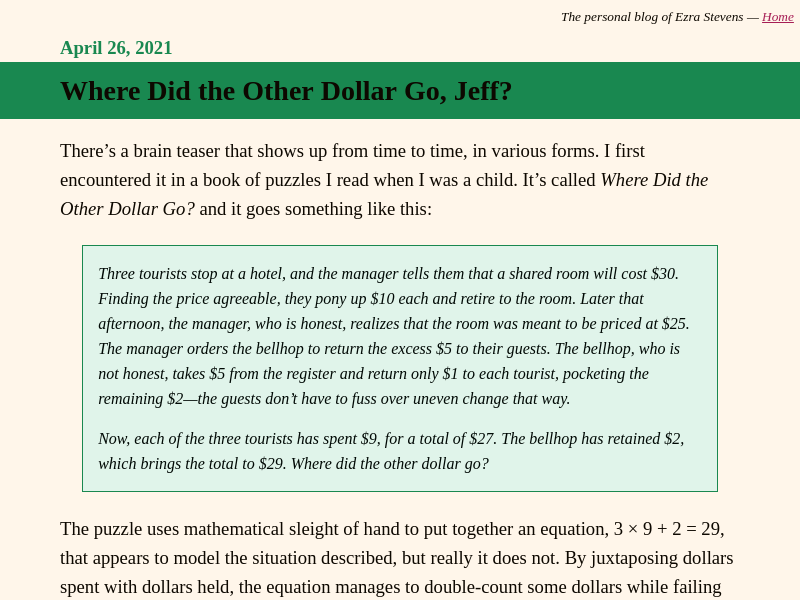 The personal blog of Ezra Stevens — Home
April 26, 2021
Where Did the Other Dollar Go, Jeff?
There’s a brain teaser that shows up from time to time, in various forms. I first
encountered it in a book of puzzles I read when I was a child. It’s called Where Did the
Other Dollar Go? and it goes something like this:
Three tourists stop at a hotel, and the manager tells them that a shared room will cost $30.
Finding the price agreeable, they pony up $10 each and retire to the room. Later that
afternoon, the manager, who is honest, realizes that the room was meant to be priced at $25.
The manager orders the bellhop to return the excess $5 to their guests. The bellhop, who is
not honest, takes $5 from the register and return only $1 to each tourist, pocketing the
remaining $2—the guests don’t have to fuss over uneven change that way.
Now, each of the three tourists has spent $9, for a total of $27. The bellhop has retained $2,
which brings the total to $29. Where did the other dollar go?
The puzzle uses mathematical sleight of hand to put together an equation, 3 × 9 + 2 = 29,
that appears to model the situation described, but really it does not. By juxtaposing dollars
spent with dollars held, the equation manages to double-count some dollars while failing